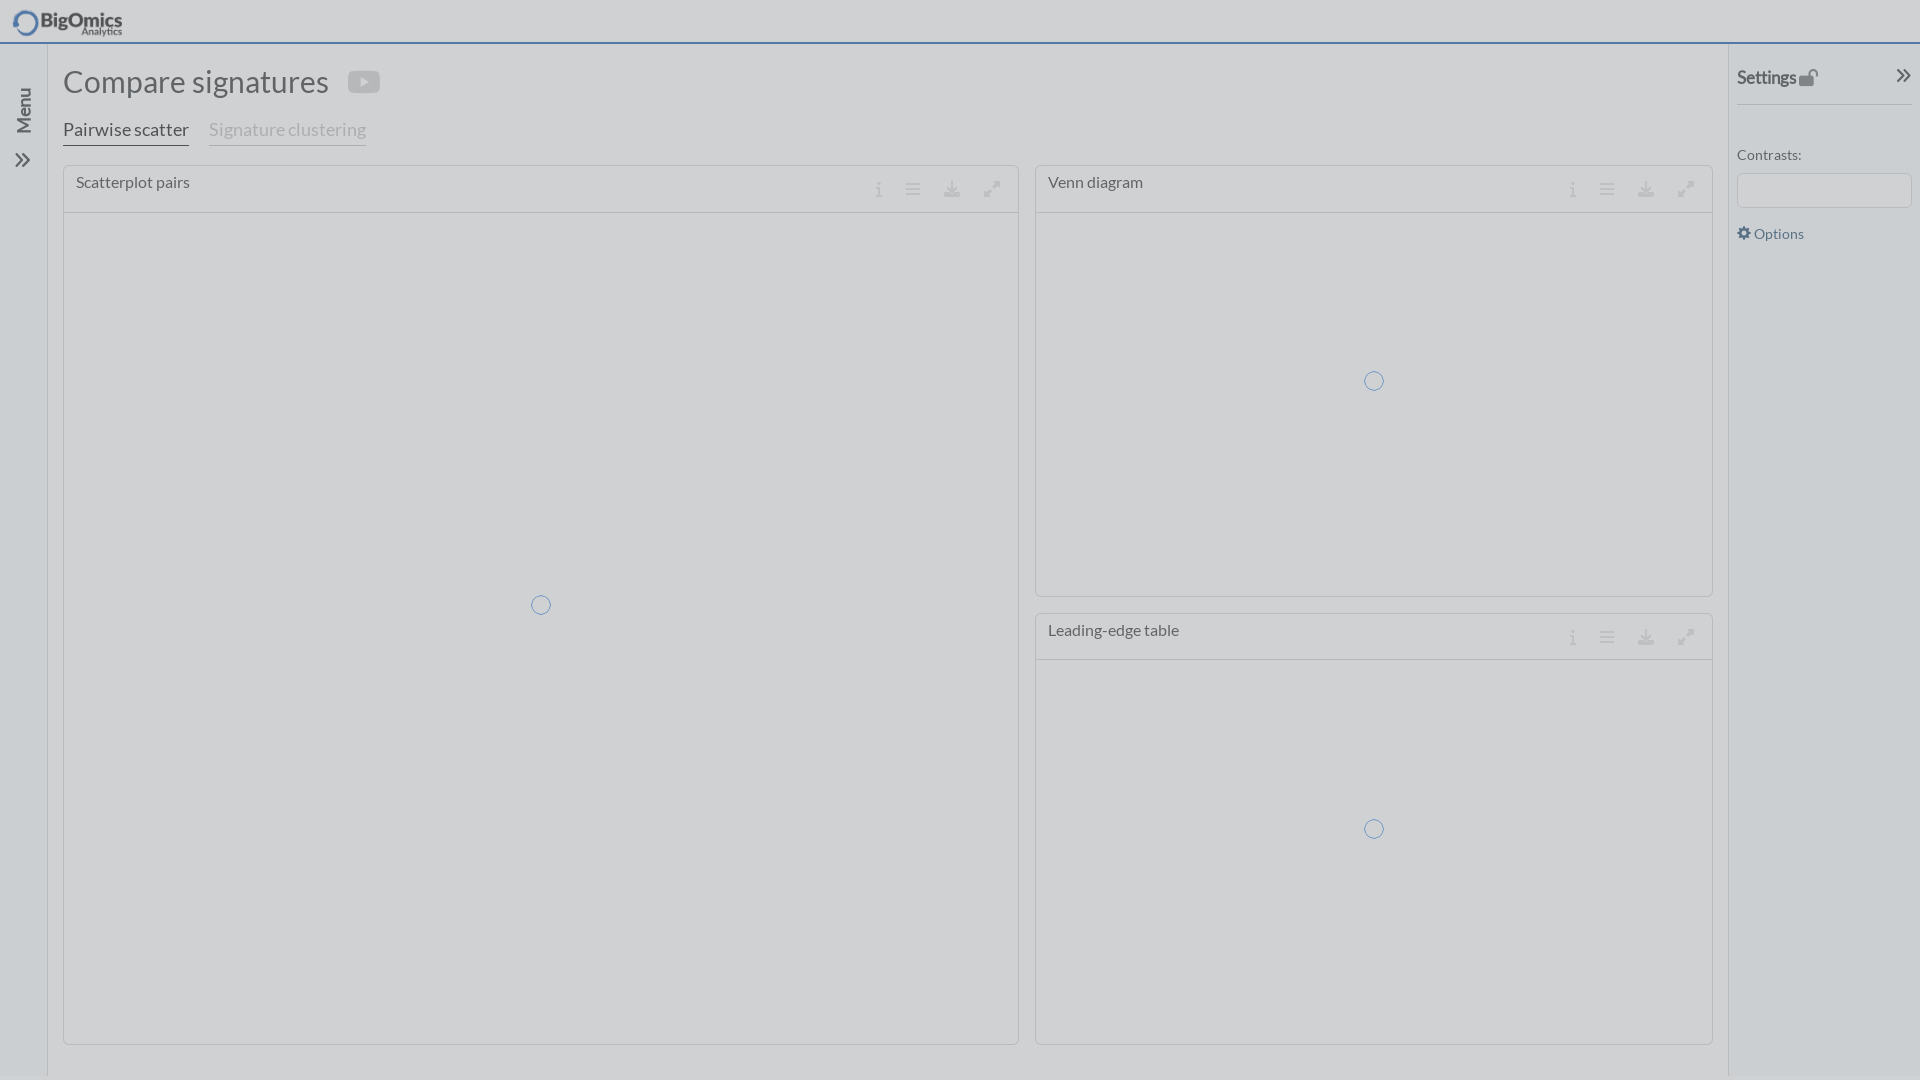 BigOmics
Analytics
Menu
Compare signatures
Pairwise scatter
Signature clustering
Scatterplot pairs
Venn diagram
Leading-edge table
Settings
Contrasts:
Options